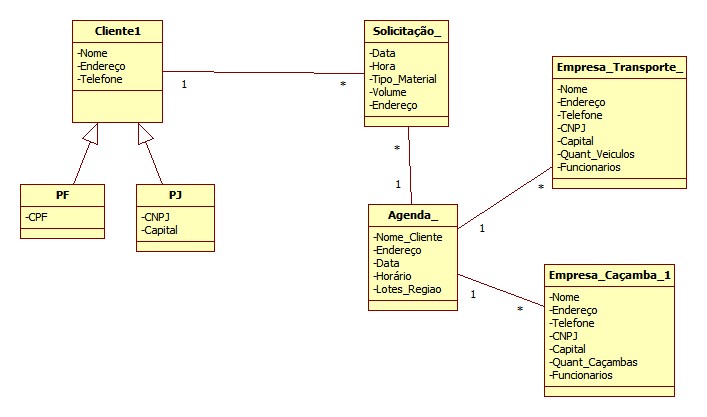 Cliente1
-Nome
-Endereço
-Telefone
1
*
Solicitação_
-Data
-Hora
-Tipo_Material
-Volume
-Endereço
*
1
PF
-CPF
PJ
-CNPJ
-Capital
Agenda_
-Nome_Cliente
-Endereço
-Data
-Horário
-Lotes_Regiao
1
*
1
*
Empresa_Transporte_
-Nome
-Endereço
-Telefone
-CNPJ
-Capital
-Quant_Veiculos
-Funcionarios
Empresa_Caçamba_1
-Nome
-Endereço
-Telefone
-CNPJ
-Capital
-Quant_Caçambas
-Funcionarios